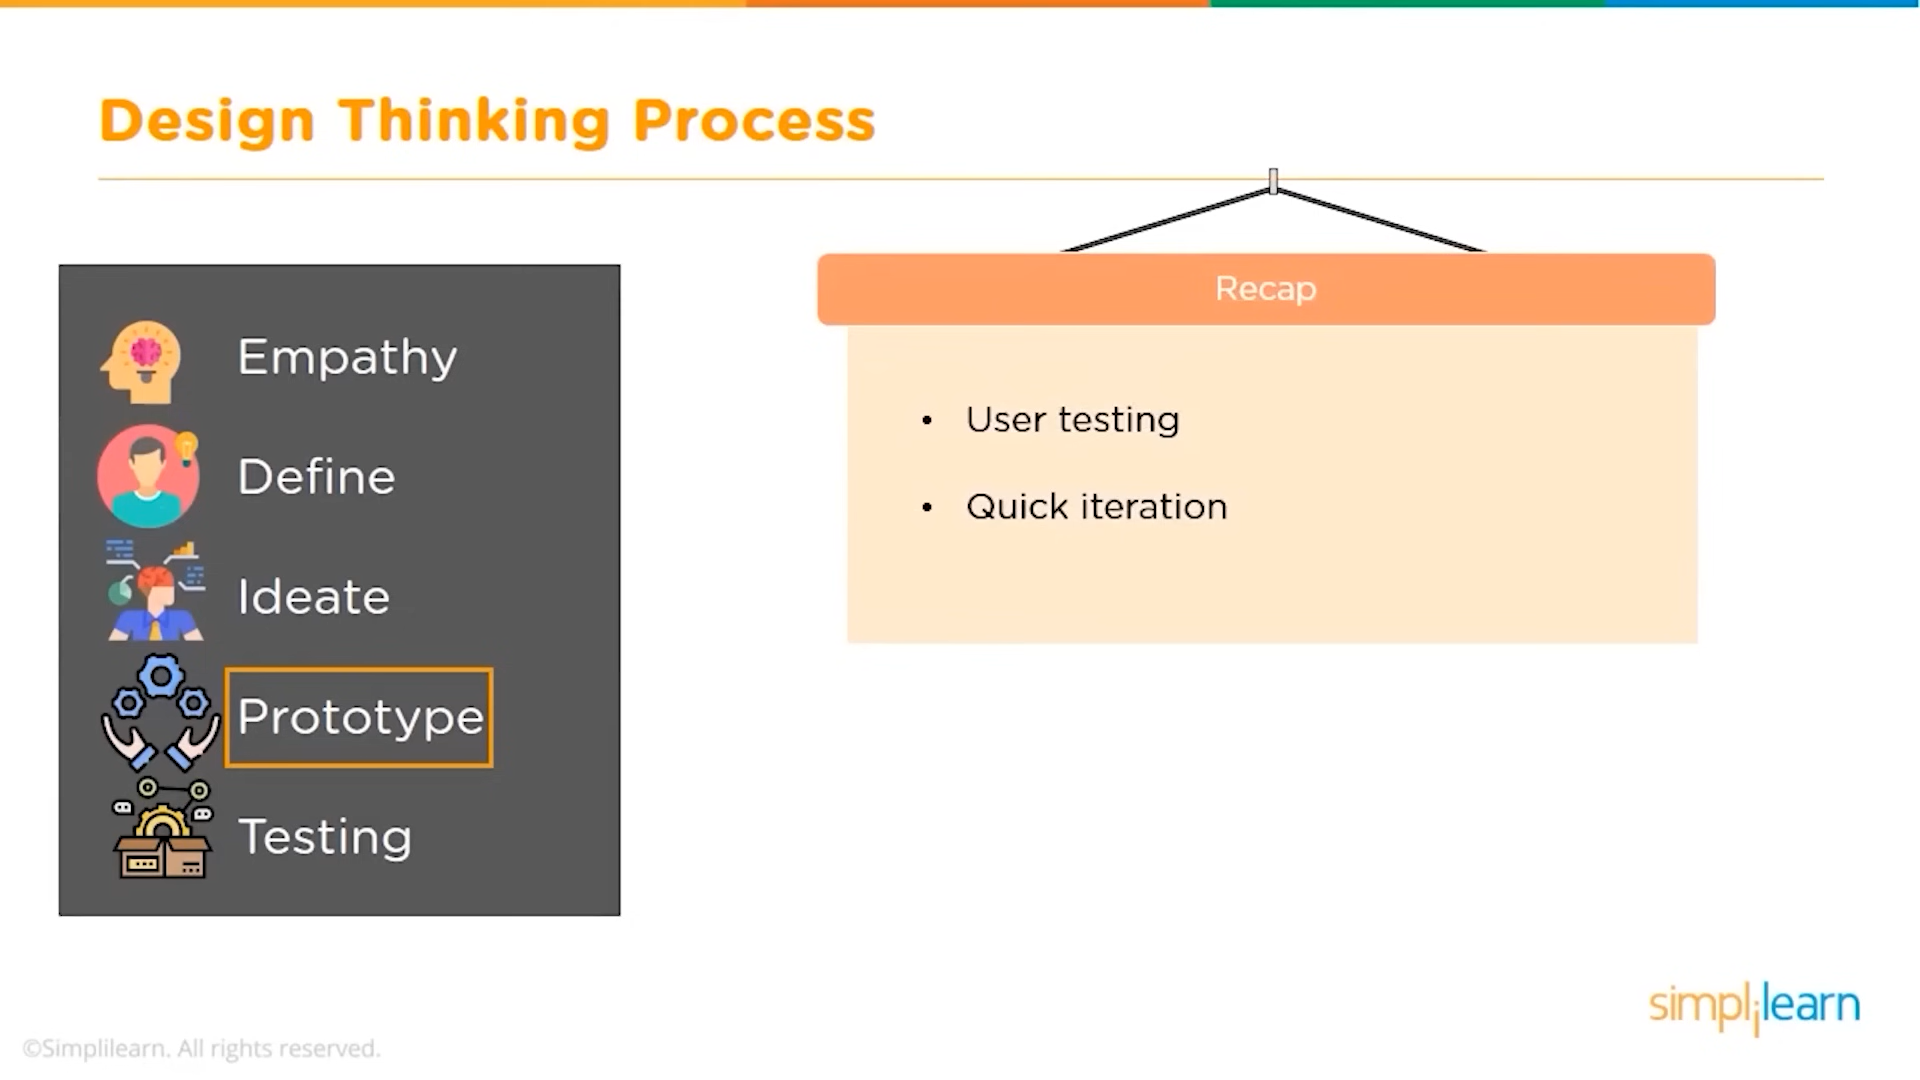 Design Thinking Process
Empathy
Define
Ideate
Prototype
Testing
Recap
• User testing
• Quick iteration
simplilearn
©Simplilearn. All rights reserved.